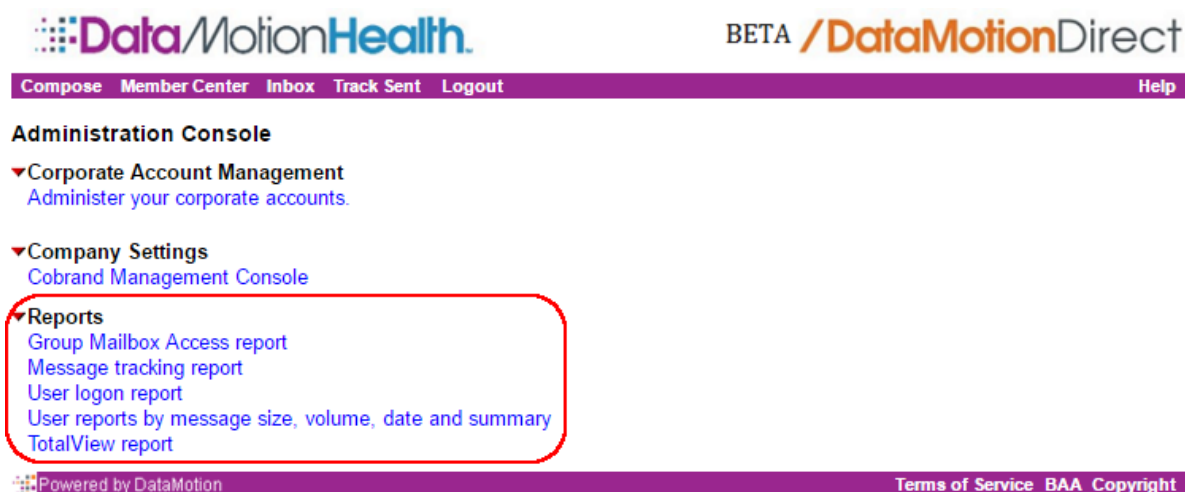 DataMotionHealth. BETA /DataMotionDirect
Compose Member Center Inbox Track Sent Logout Help
Administration Console
Corporate Account Management
Administer your corporate accounts.
Company Settings
Cobrand Management Console
Reports
Group Mailbox Access report
Message tracking report
User logon report
User reports by message size, volume, date and summary
TotalView report
Powered by DataMotion Terms of Service BAA Copyright